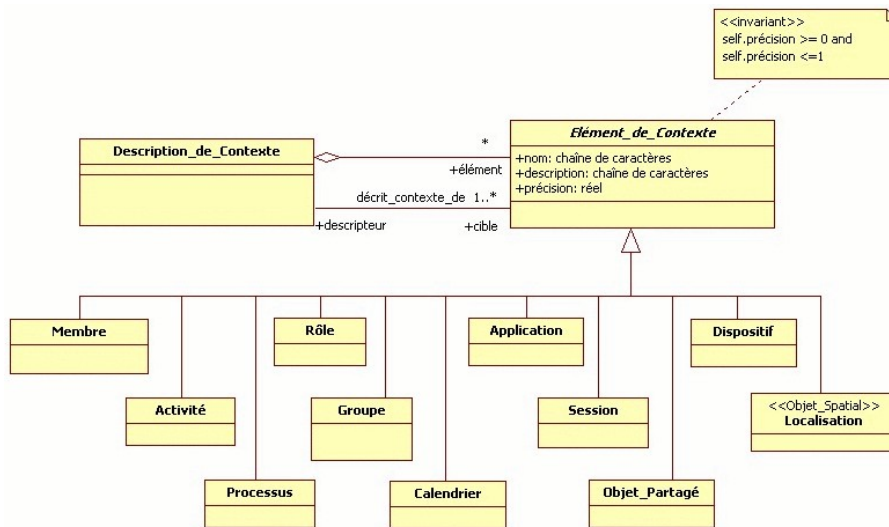 <<invariant>>
self.précision >= 0 and
self.précision <=1
Description_de_Contexte
*
+élément
Elément_de_Contexte
+nom: chaîne de caractères
+description: chaîne de caractères
+précision: réel
décrit_contexte_de 1..*
+descripteur
+cible
Membre
Rôle
Application
Dispositif
Activité
Groupe
Session
<<Objet_Spatial>>
Localisation
Processus
Calendrier
Objet_Partagé